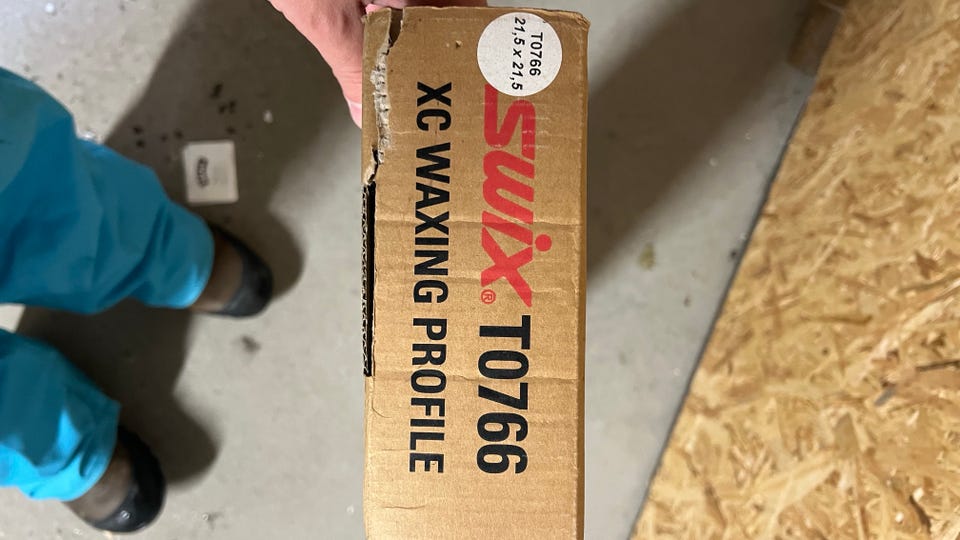 T0766
21,5 x 21,5
SWIX® T0766
XC WAXING PROFILE